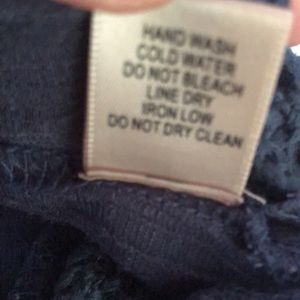 HAND WASH
COLD WATER
DO NOT BLEACH
LINE DRY
IRON LOW
DO NOT DRY CLEAN